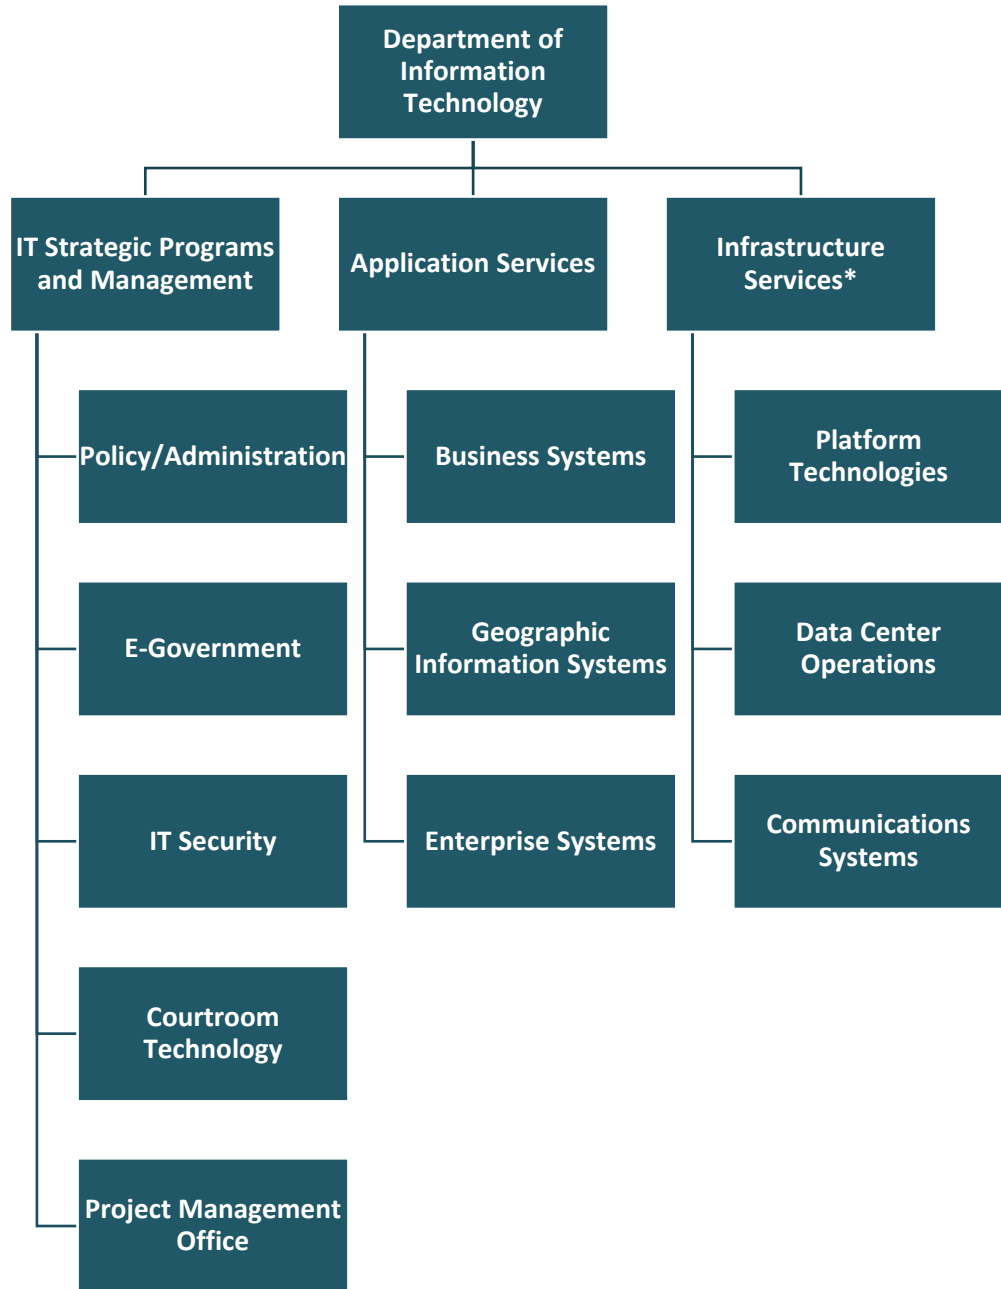 Department of
Information
Technology
IT Strategic Programs
and Management
Application Services
Infrastructure
Services*
Policy/Administration
Business Systems
Platform
Technologies
E-Government
Geographic
Information Systems
Data Center
Operations
IT Security
Enterprise Systems
Communications
Systems
Courtroom
Technology
Project Management
Office